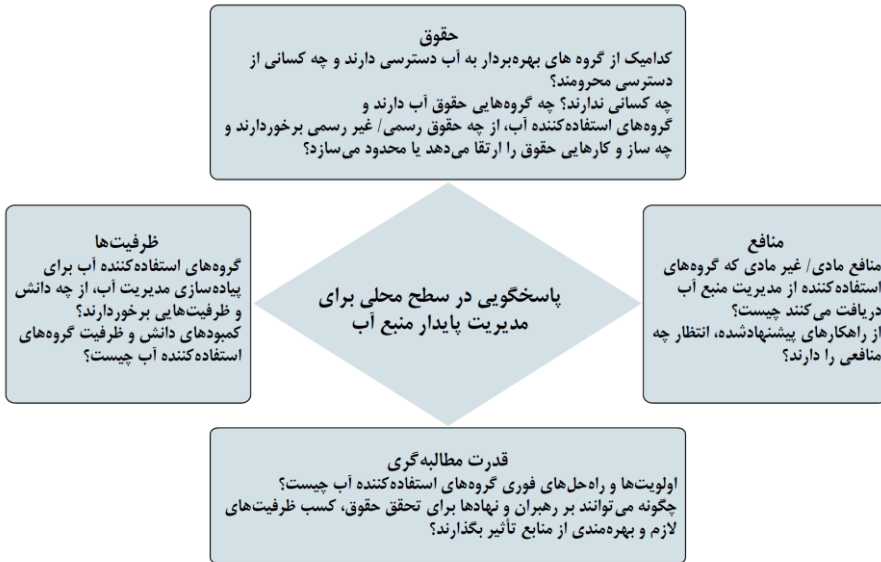 حقوق
کدامیک از گروه های بهره‌بردار به آب دسترسی دارند و چه کسانی از
دسترسی محرومند؟
چه کسانی ندارند؟ چه گروههایی حقوق آب دارند و
گروه‌های استفاده‌کننده آب، از چه حقوق رسمی/ غیر رسمی برخوردارند و
چه ساز و کارهایی حقوق را ارتقا می‌دهد یا محدود می‌سازد؟
منافع
منافع مادی/ غیر مادی که گروه‌های
استفاده‌کننده از مدیریت منبع آب
دریافت می‌کنند چیست؟
از راهکارهای پیشنهادشده، انتظار چه
منافعی را دارند؟
پاسخگویی در سطح محلی برای
مدیریت پایدار منبع آب
ظرفیت‌ها
گروه‌های استفاده‌کننده آب برای
پیاده‌سازی مدیریت آب، از چه دانش
و ظرفیت‌هایی برخوردارند؟
کمبودهای دانش و ظرفیت گروه‌های
استفاده‌کننده آب چیست؟
قدرت مطالبه‌گری
اولویت‌ها و راه‌حل‌های فوری گروه‌های استفاده‌کننده آب چیست؟
چگونه می‌توانند بر رهبران و نهادها برای تحقق حقوق، کسب ظرفیت‌های
لازم و بهره‌مندی از منابع تأثیر بگذارند؟